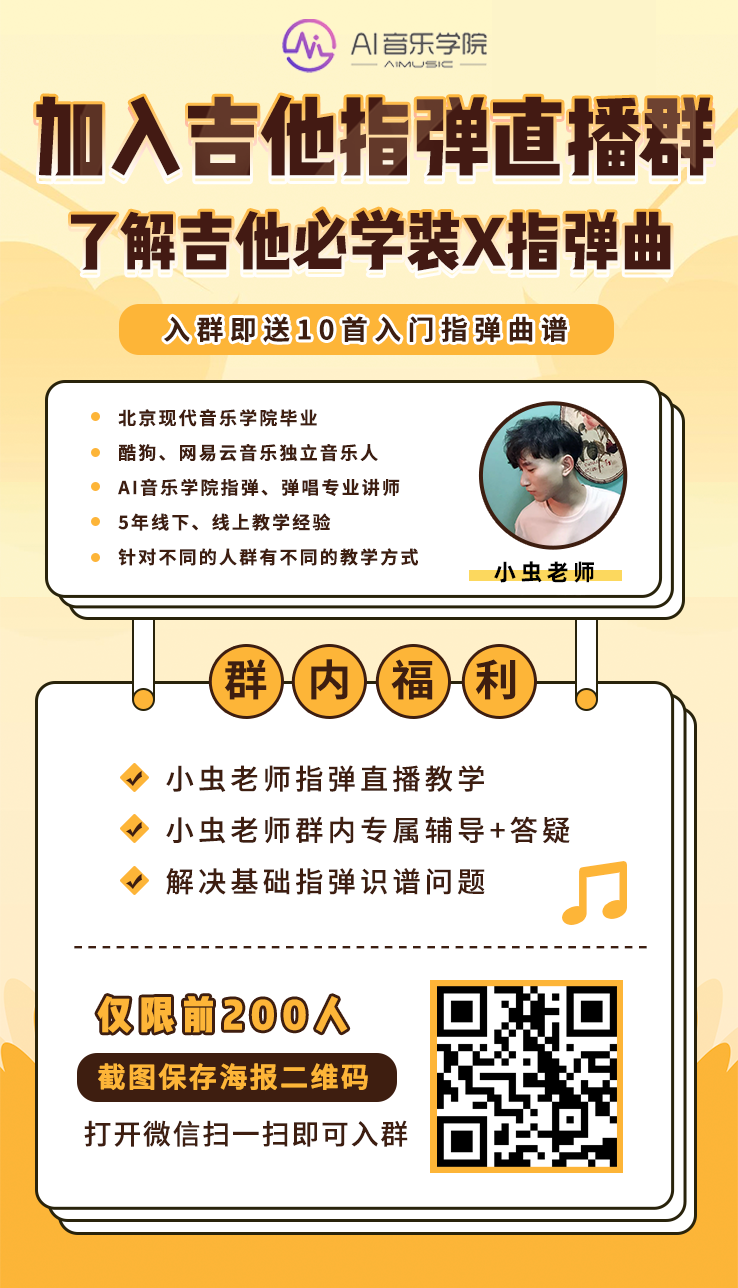 AI音乐学院
AIMUSIC
加入吉他指弹直播群
了解吉他必学装X指弹曲
入群即送10首入门指弹曲谱
北京现代音乐学院毕业
酷狗、网易云音乐独立音乐人
AI音乐学院指弹、弹唱专业讲师
5年线下、线上教学经验
针对不同的人群有不同的教学方式
小虫老师
群内福利
小虫老师指弹直播教学
小虫老师群内专属辅导+答疑
解决基础指弹识谱问题
仅限前200人
截图保存海报二维码
打开微信扫一扫即可入群